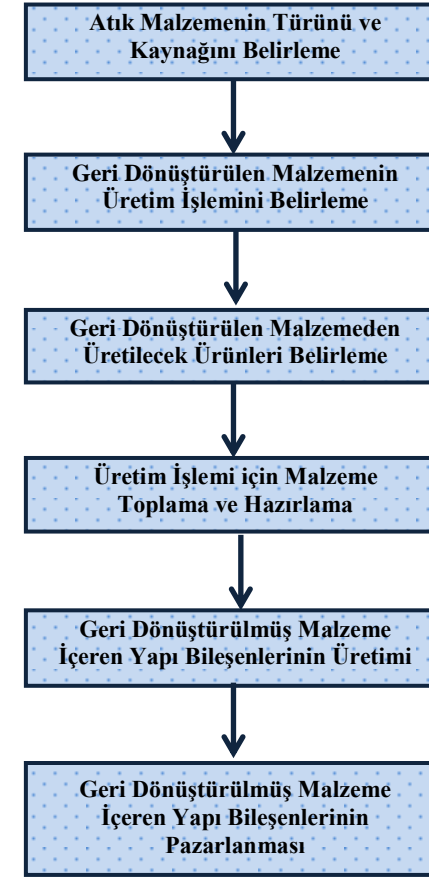 Atık Malzemenin Türünü ve
Kaynağını Belirleme
Geri Dönüştürülen Malzemenin
Üretim İşlemini Belirleme
Geri Dönüştürülen Malzemeden
Üretilecek Ürünleri Belirleme
Üretim İşlemi için Malzeme
Toplama ve Hazırlama
Geri Dönüştürülmüş Malzeme
İçeren Yapı Bileşenlerinin Üretimi
Geri Dönüştürülmüş Malzeme
İçeren Yapı Bileşenlerinin
Pazarlanması